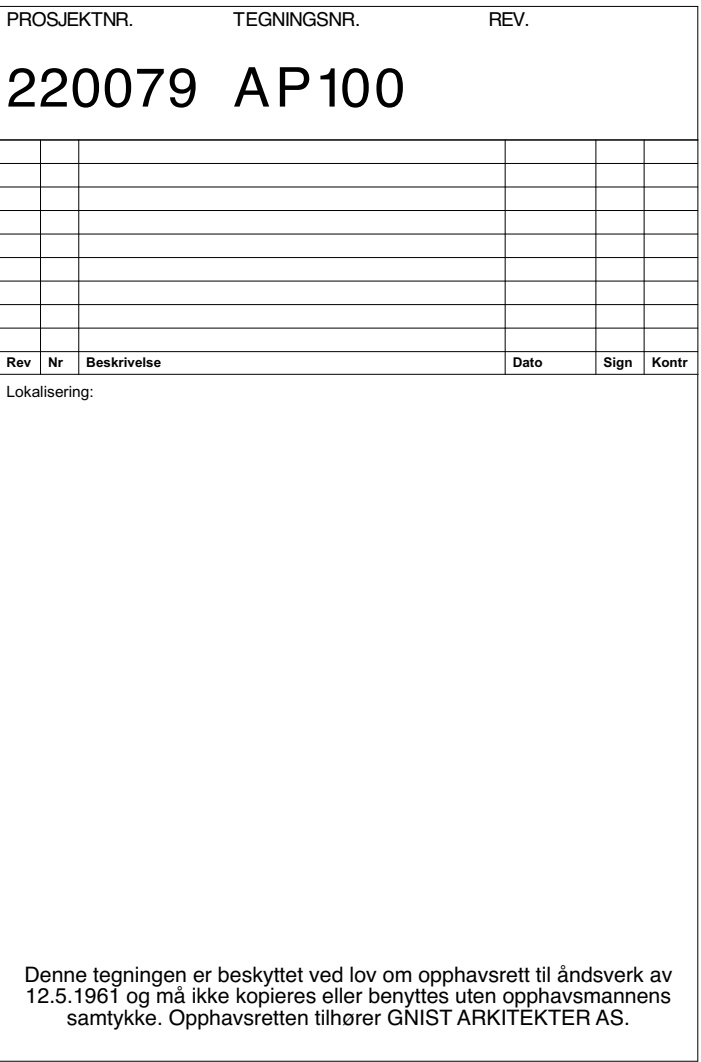 PROSJEKTNR. TEGNINGSNR. REV.
220079 AP100
Rev Nr Beskrivelse Dato Sign Kontr
Lokalisering:
Denne tegningen er beskyttet ved lov om opphavsrett til åndsverk av
12.5.1961 og må ikke kopieres eller benyttes uten opphavsmannens
samtykke. Opphavsretten tilhører GNIST ARKITEKTER AS.